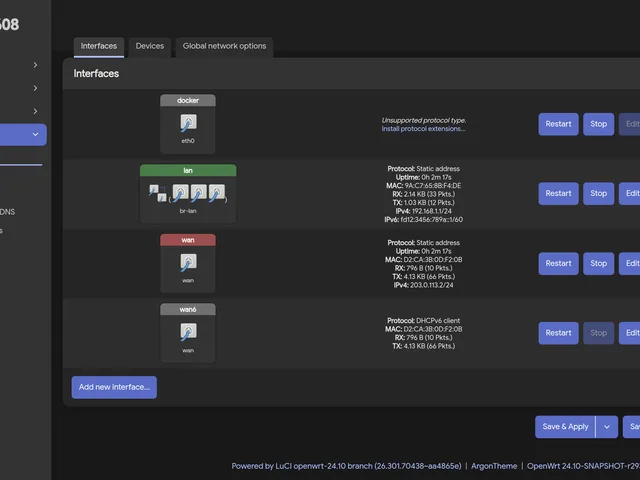 608
Interfaces
Devices
Global network options
Interfaces
docker
eth0
Unsupported protocol type.
Install protocol extensions...
Restart
Stop
Edit
lan
br-lan
Protocol: Static address
Uptime: 0h 2m 17s
MAC: 9A:C7:65:8B:F4:DE
RX: 2.14 KB (33 Pkts.)
TX: 1.03 KB (12 Pkts.)
IPv4: 192.168.1.1/24
IPv6: fd12:3456:789a::1/60
Restart
Stop
Edit
DNS
s
wan
wan
Protocol: Static address
Uptime: 0h 2m 17s
MAC: D2:CA:3B:0D:F2:0B
RX: 796 B (10 Pkts.)
TX: 4.13 KB (66 Pkts.)
IPv4: 203.0.113.2/24
Restart
Stop
Edit
wan6
wan
Protocol: DHCPv6 client
MAC: D2:CA:3B:0D:F2:0B
RX: 796 B (10 Pkts.)
TX: 4.13 KB (66 Pkts.)
Restart
Stop
Edit
Add new interface...
Save & Apply
Sa
Powered by LuCI openwrt-24.10 branch (26.301.70438~aa4865e) | ArgonTheme | OpenWrt 24.10-SNAPSHOT-r29